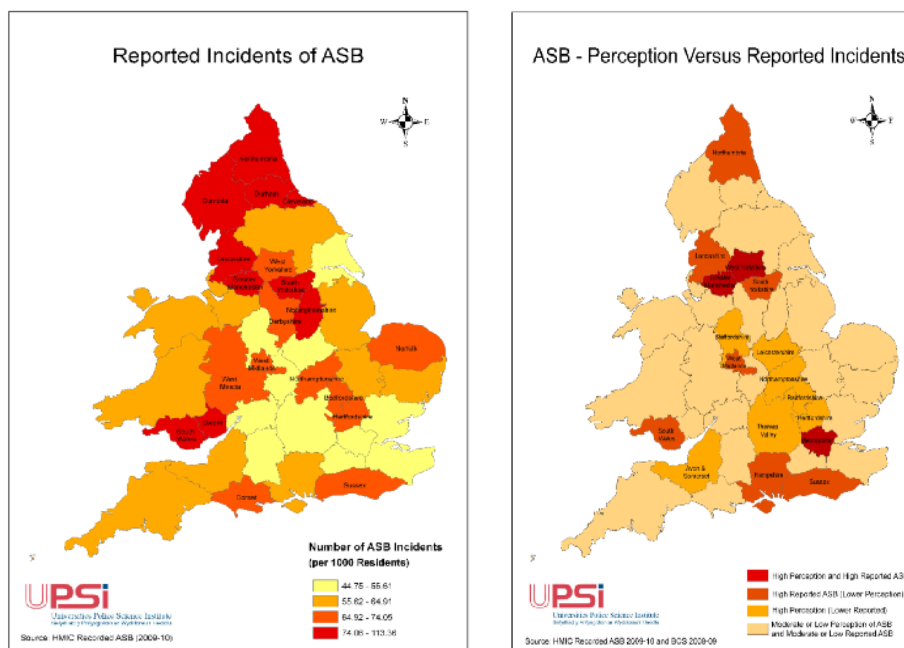 Reported Incidents of ASB
N
W
E
S
Northumbria
Durham
Cleveland
Cumbria
Lancashire
West
Yorkshire
Greater
Manchester
South
Yorkshire
Nottinghamshire
Derbyshire
West
Midlands
West
Mercia
Norfolk
Northamptonshire
Bedfordshire
Hertfordshire
Gwent
South
Wales
Dorset
Sussex
Number of ASB Incidents
(per 1000 Residents)
44.75 - 55.61
55.62 - 64.91
64.92 - 74.05
74.06 - 113.36
UPSi
Universities Police Science Institute
Source: HMIC Recorded ASB (2009-10)
ASB - Perception Versus Reported Incidents
N
W
E
S
Northumbria
Lancashire
West Yorkshire
Greater
Manchester
South
Yorkshire
Staffordshire
West
Midlands
Leicestershire
Northamptonshire
Bedfordshire
Hertfordshire
Thames
Valley
Metropolitan
South
Wales
Avon &
Somerset
Hampshire
Sussex
High Perception and High Reported AS
High Reported ASB (Lower Perception)
High Perception (Lower Reported)
Moderate or Low Perception of ASB
and Moderate or Low Reported ASB
UPSi
Universities Police Science Institute
Source: HMIC Recorded ASB 2009-10 and BCS 2008-09